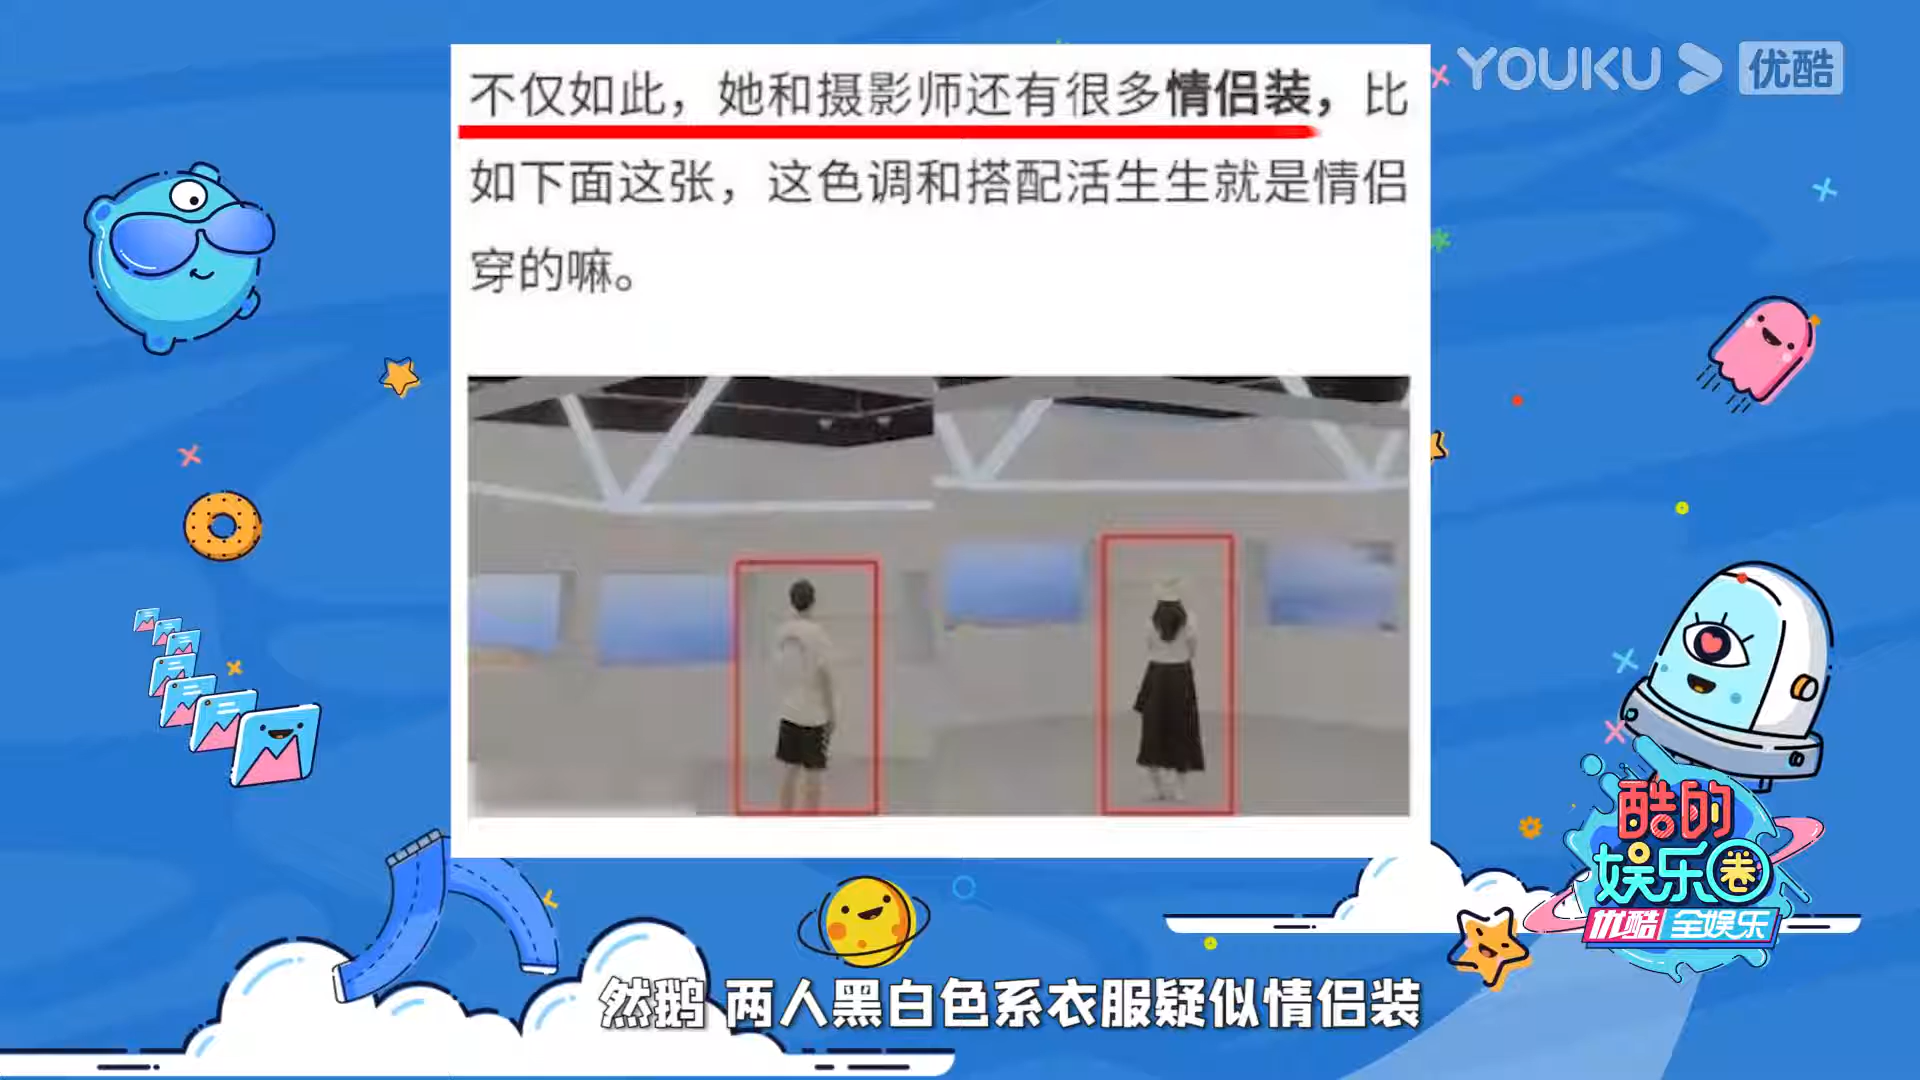 YOUKU 优酷
不仅如此，她和摄影师还有很多情侣装，比
如下面这张，这色调和搭配活生生就是情侣
穿的嘛。
酷的
娱乐圈
优酷 全娱乐
然鹅 两人黑白色系衣服疑似情侣装